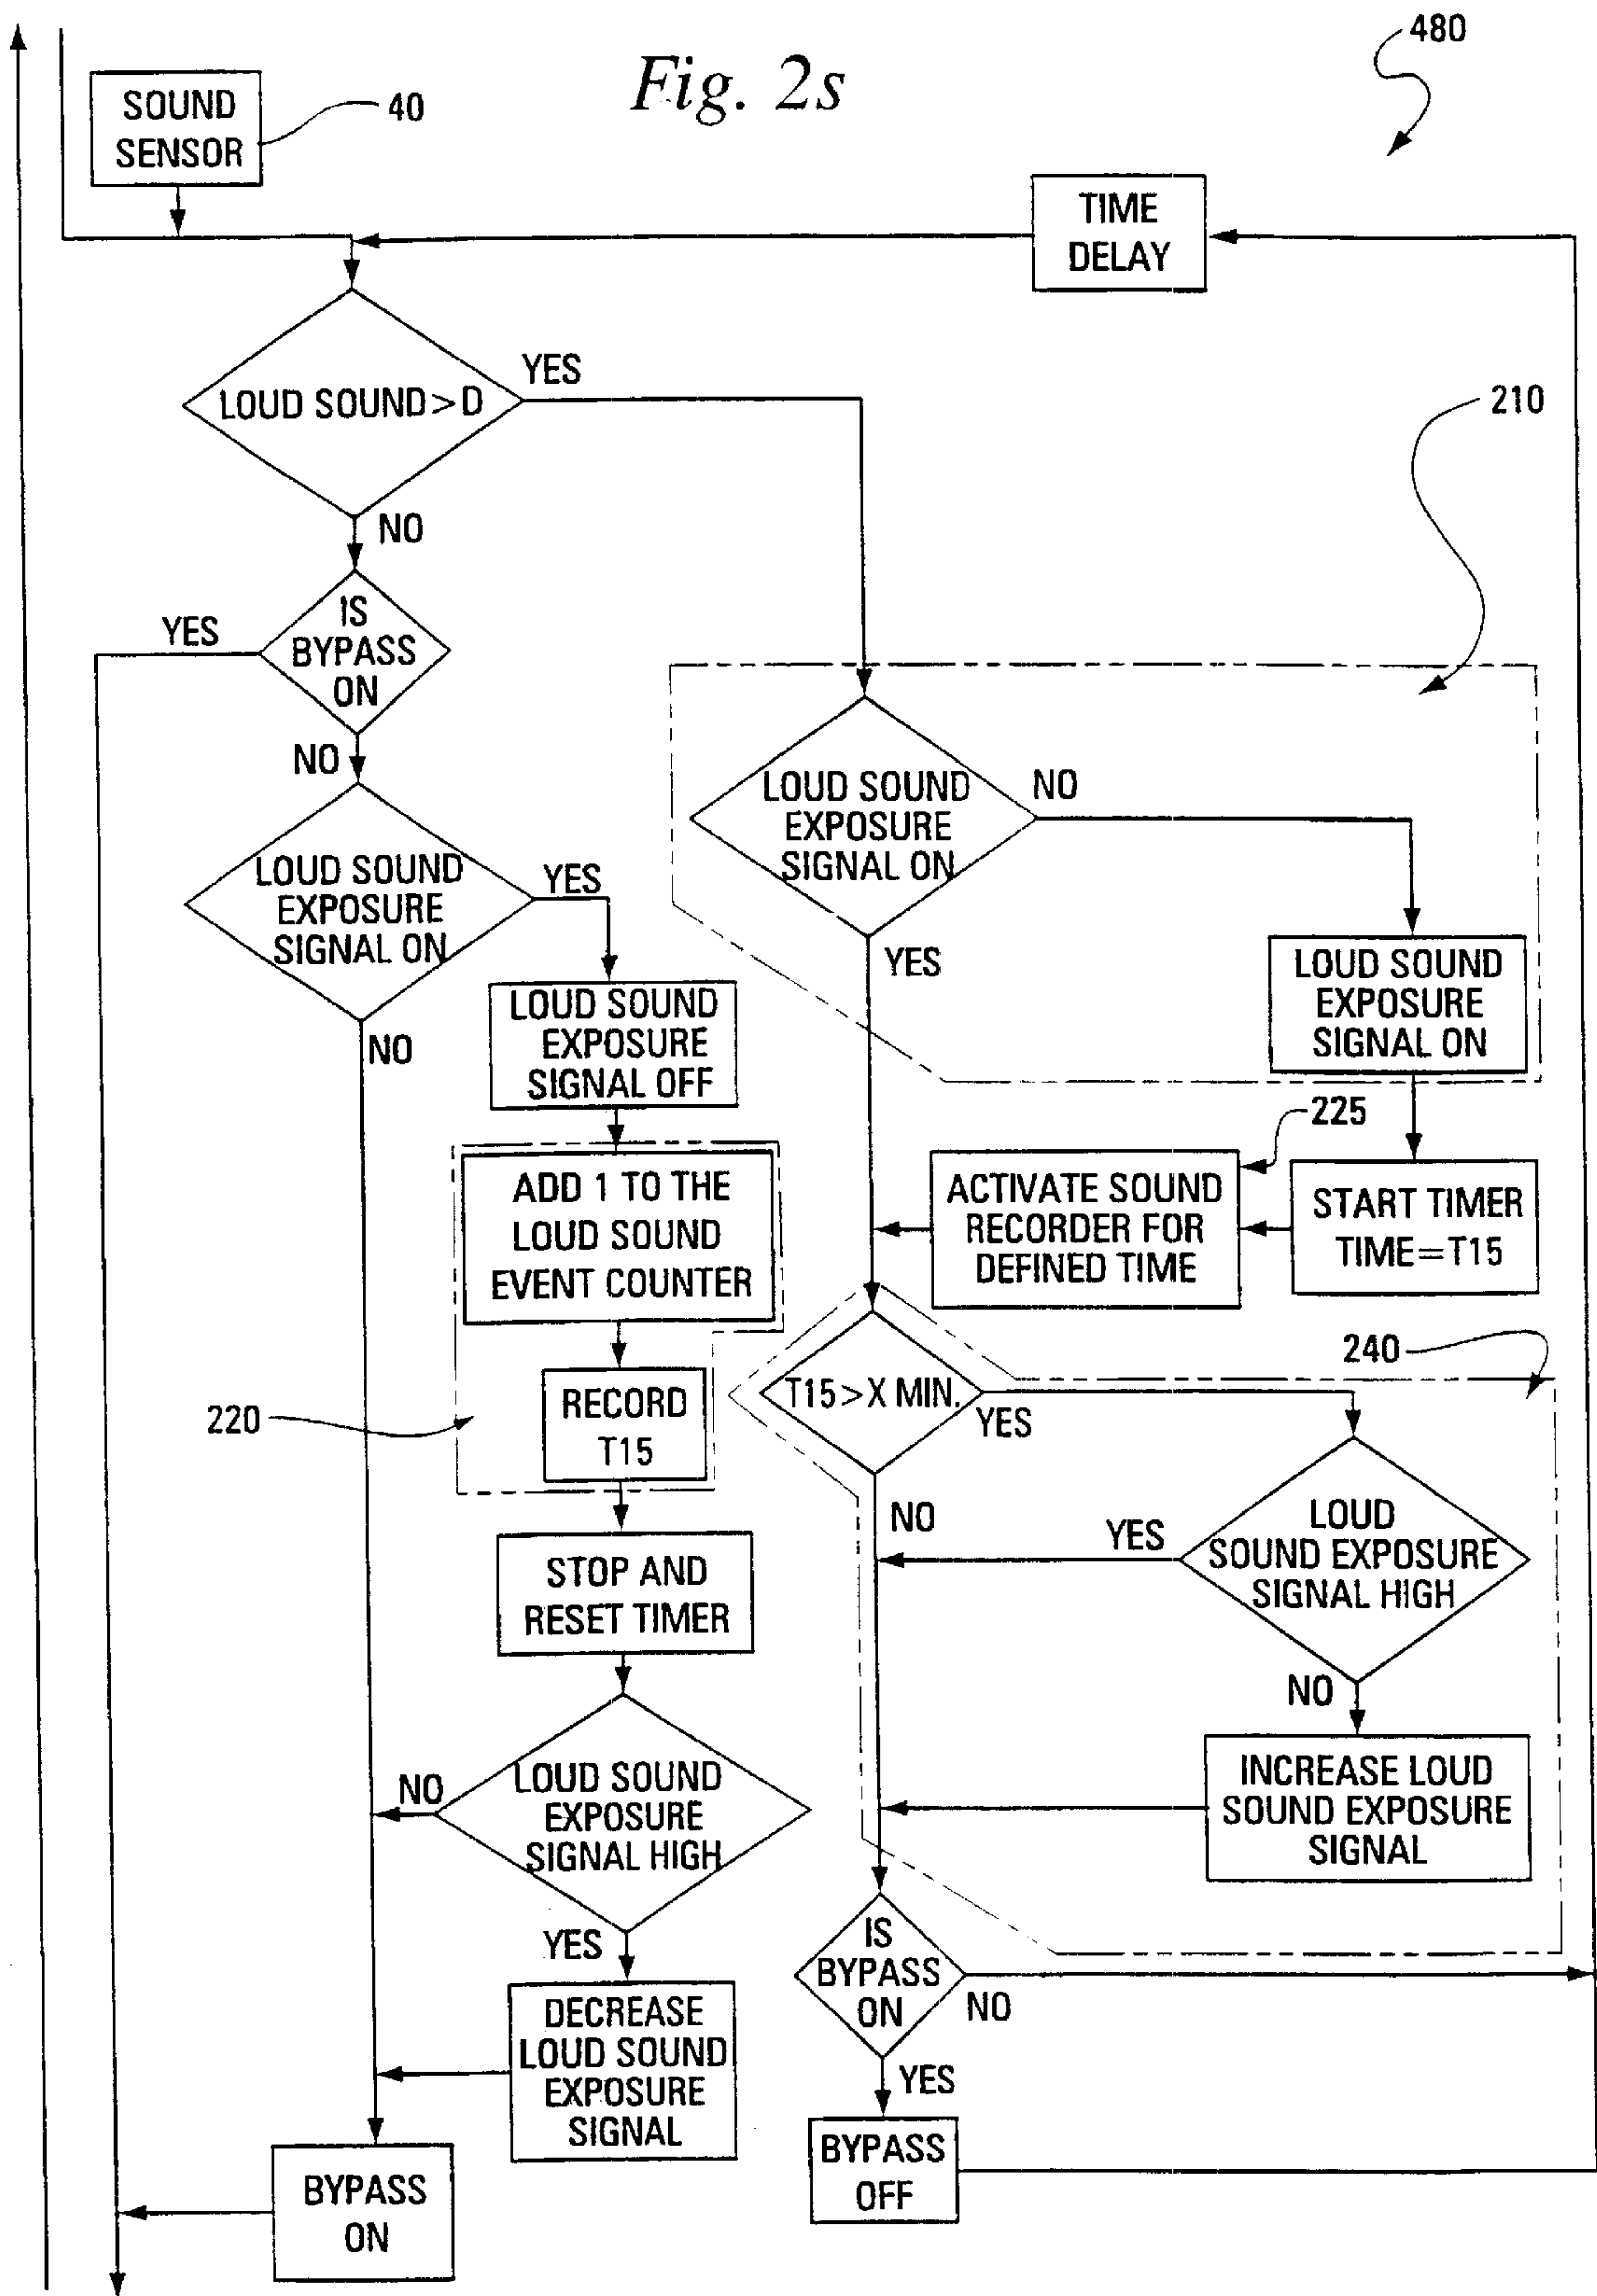 Fig. 2s
480
SOUND
SENSOR
40
TIME
DELAY
LOUD SOUND>D
YES
NO
210
IS
BYPASS
ON
YES
NO
LOUD SOUND
EXPOSURE
SIGNAL ON
NO
YES
LOUD SOUND
EXPOSURE
SIGNAL ON
YES
NO
LOUD SOUND
EXPOSURE
SIGNAL ON
LOUD SOUND
EXPOSURE
SIGNAL OFF
225
ADD 1 TO THE
LOUD SOUND
EVENT COUNTER
ACTIVATE SOUND
RECORDER FOR
DEFINED TIME
START TIMER
TIME=T15
240
T15>X MIN.
YES
NO
220
RECORD
T15
LOUD
SOUND EXPOSURE
SIGNAL HIGH
YES
NO
STOP AND
RESET TIMER
INCREASE LOUD
SOUND EXPOSURE
SIGNAL
LOUD SOUND
EXPOSURE
SIGNAL HIGH
NO
YES
IS
BYPASS
ON
NO
YES
DECREASE
LOUD SOUND
EXPOSURE
SIGNAL
BYPASS
OFF
BYPASS
ON